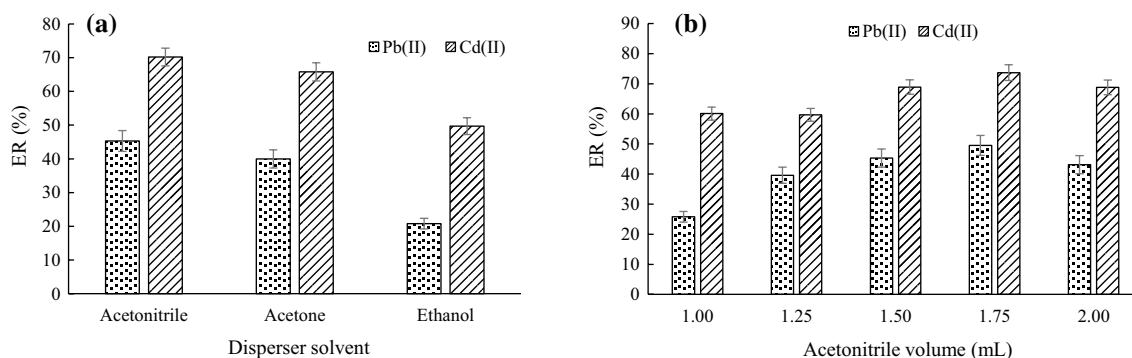 (a)
Pb(II) Cd(II)
ER (%)
80
70
60
50
40
30
20
10
0
Acetonitrile Acetone Ethanol
Disperser solvent
(b)
Pb(II) Cd(II)
ER (%)
90
80
70
60
50
40
30
20
10
0
1.00 1.25 1.50 1.75 2.00
Acetonitrile volume (mL)